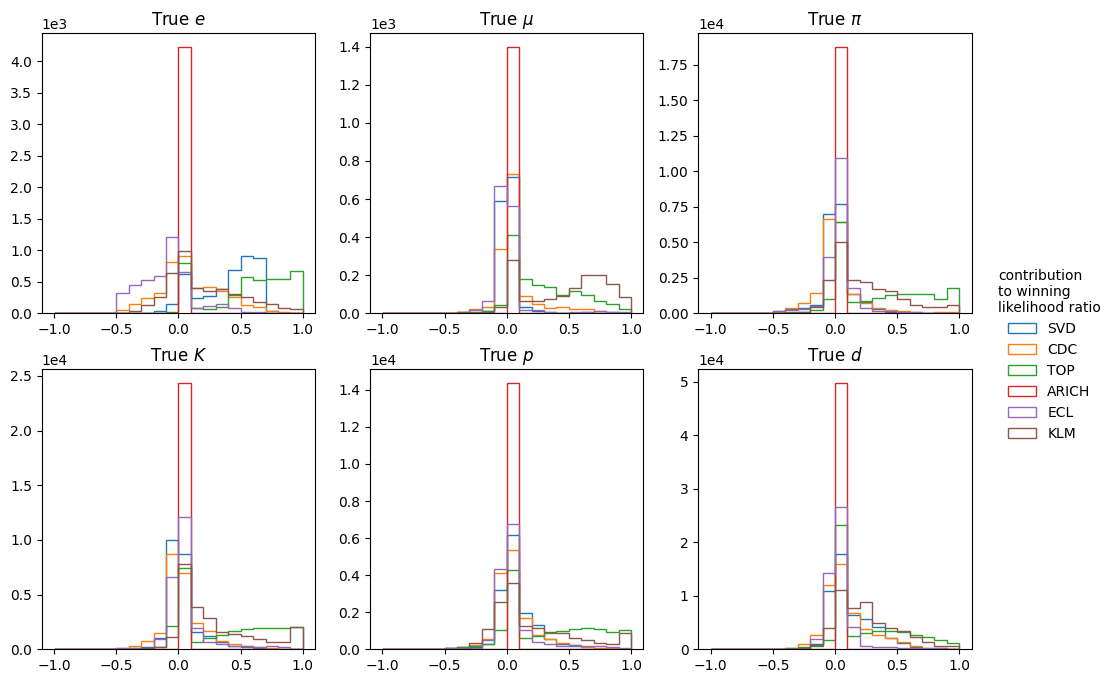 True e
1e3
4.0
3.5
3.0
2.5
2.0
1.5
1.0
0.5
0.0
−1.0 −0.5 0.0 0.5 1.0
True μ
1e3
1.4
1.2
1.0
0.8
0.6
0.4
0.2
0.0
−1.0 −0.5 0.0 0.5 1.0
True π
1e4
1.75
1.50
1.25
1.00
0.75
0.50
0.25
0.00
−1.0 −0.5 0.0 0.5 1.0
True K
1e4
2.5
2.0
1.5
1.0
0.5
0.0
−1.0 −0.5 0.0 0.5 1.0
True p
1e4
1.4
1.2
1.0
0.8
0.6
0.4
0.2
0.0
−1.0 −0.5 0.0 0.5 1.0
True d
1e4
5
4
3
2
1
0
−1.0 −0.5 0.0 0.5 1.0
contribution
to winning
likelihood ratio
SVD
CDC
TOP
ARICH
ECL
KLM